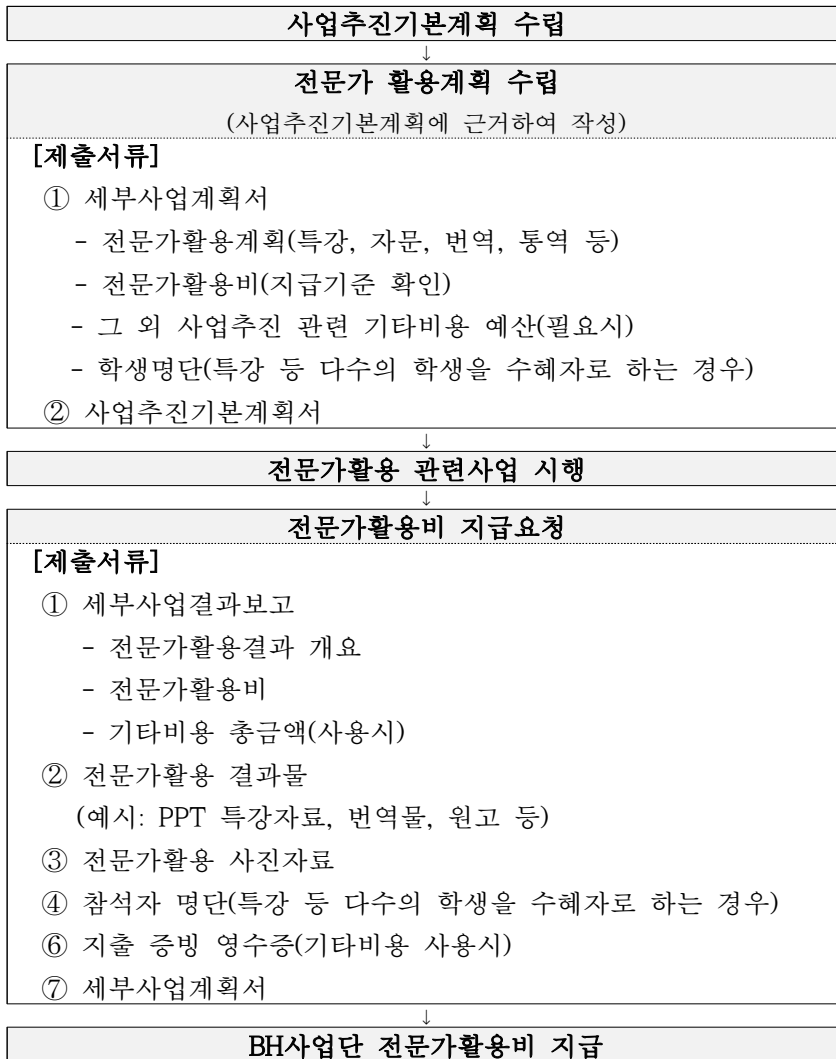 사업추진기본계획 수립
↓
전문가 활용계획 수립
(사업추진기본계획에 근거하여 작성)
[제출서류]
① 세부사업계획서
- 전문가활용계획(특강, 자문, 번역, 통역 등)
- 전문가활용비(지급기준 확인)
- 그 외 사업추진 관련 기타비용 예산(필요시)
- 학생명단(특강 등 다수의 학생을 수혜자로 하는 경우)
② 사업추진기본계획서
↓
전문가활용 관련사업 시행
↓
전문가활용비 지급요청
[제출서류]
① 세부사업결과보고
- 전문가활용결과 개요
- 전문가활용비
- 기타비용 총금액(사용시)
② 전문가활용 결과물
(예시: PPT 특강자료, 번역물, 원고 등)
③ 전문가활용 사진자료
④ 참석자 명단(특강 등 다수의 학생을 수혜자로 하는 경우)
⑥ 지출 증빙 영수증(기타비용 사용시)
⑦ 세부사업계획서
↓
BH사업단 전문가활용비 지급